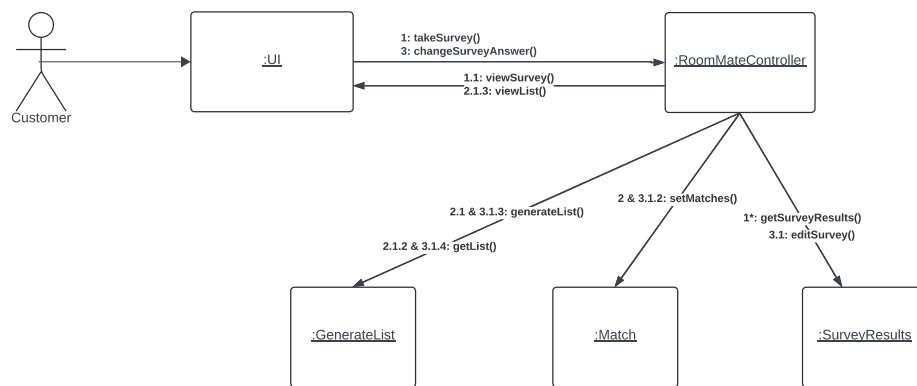 1: takeSurvey()
3: changeSurveyAnswer()
:UI
:RoomMateController
1.1: viewSurvey()
2.1.3: viewList()
Customer
2 & 3.1.2: setMatches()
2.1 & 3.1.3: generateList()
1*: getSurveyResults()
3.1: editSurvey()
2.1.2 & 3.1.4: getList()
:GenerateList
:Match
:SurveyResults